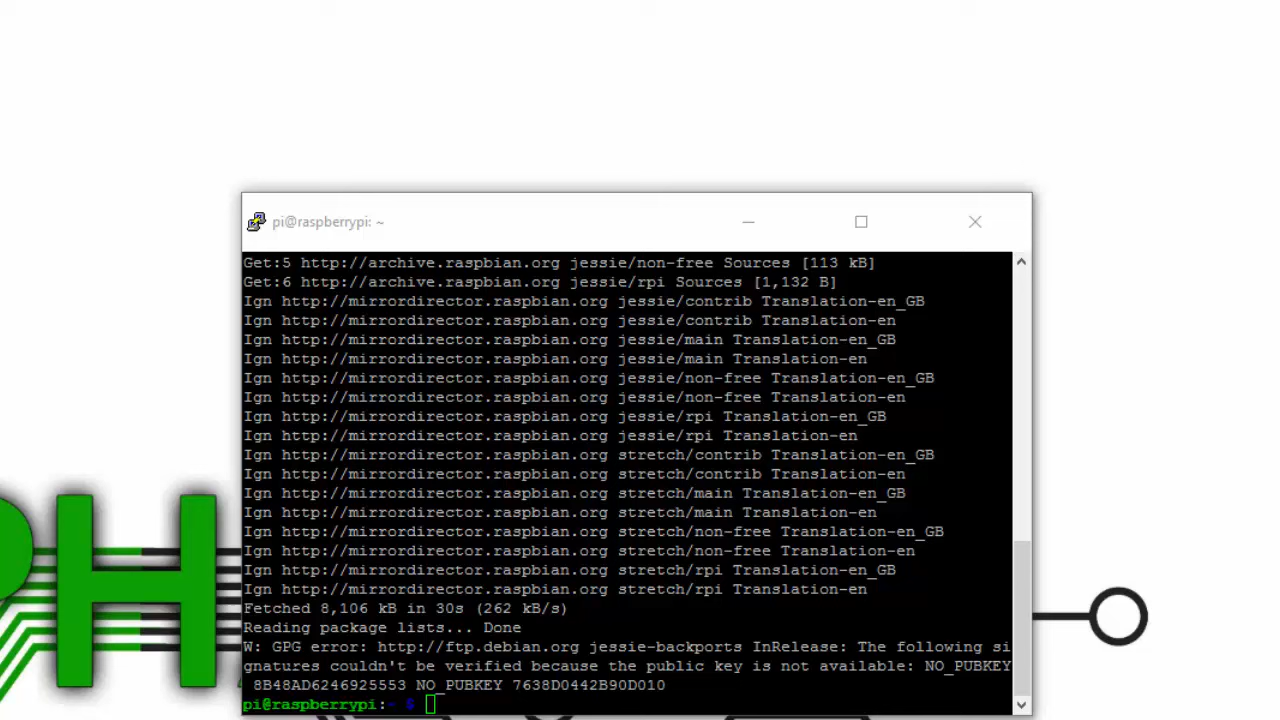 pi@raspberrypi: ~
Get:5 http://archive.raspbian.org jessie/non-free Sources [113 kB]
Get:6 http://archive.raspbian.org jessie/rpi Sources [1,132 B]
Ign http://mirrordirector.raspbian.org jessie/contrib Translation-en_GB
Ign http://mirrordirector.raspbian.org jessie/contrib Translation-en
Ign http://mirrordirector.raspbian.org jessie/main Translation-en_GB
Ign http://mirrordirector.raspbian.org jessie/main Translation-en
Ign http://mirrordirector.raspbian.org jessie/non-free Translation-en_GB
Ign http://mirrordirector.raspbian.org jessie/non-free Translation-en
Ign http://mirrordirector.raspbian.org jessie/rpi Translation-en_GB
Ign http://mirrordirector.raspbian.org jessie/rpi Translation-en
Ign http://mirrordirector.raspbian.org stretch/contrib Translation-en_GB
Ign http://mirrordirector.raspbian.org stretch/contrib Translation-en
Ign http://mirrordirector.raspbian.org stretch/main Translation-en_GB
Ign http://mirrordirector.raspbian.org stretch/main Translation-en
Ign http://mirrordirector.raspbian.org stretch/non-free Translation-en_GB
Ign http://mirrordirector.raspbian.org stretch/non-free Translation-en
Ign http://mirrordirector.raspbian.org stretch/rpi Translation-en_GB
Ign http://mirrordirector.raspbian.org stretch/rpi Translation-en
Fetched 8,106 kB in 30s (262 kB/s)
Reading package lists... Done
W: GPG error: http://ftp.debian.org jessie-backports InRelease: The following si
gnatures couldn't be verified because the public key is not available: NO_PUBKEY
8B48AD6246925553 NO_PUBKEY 7638D0442B90D010
pi@raspberrypi:~ $
PH